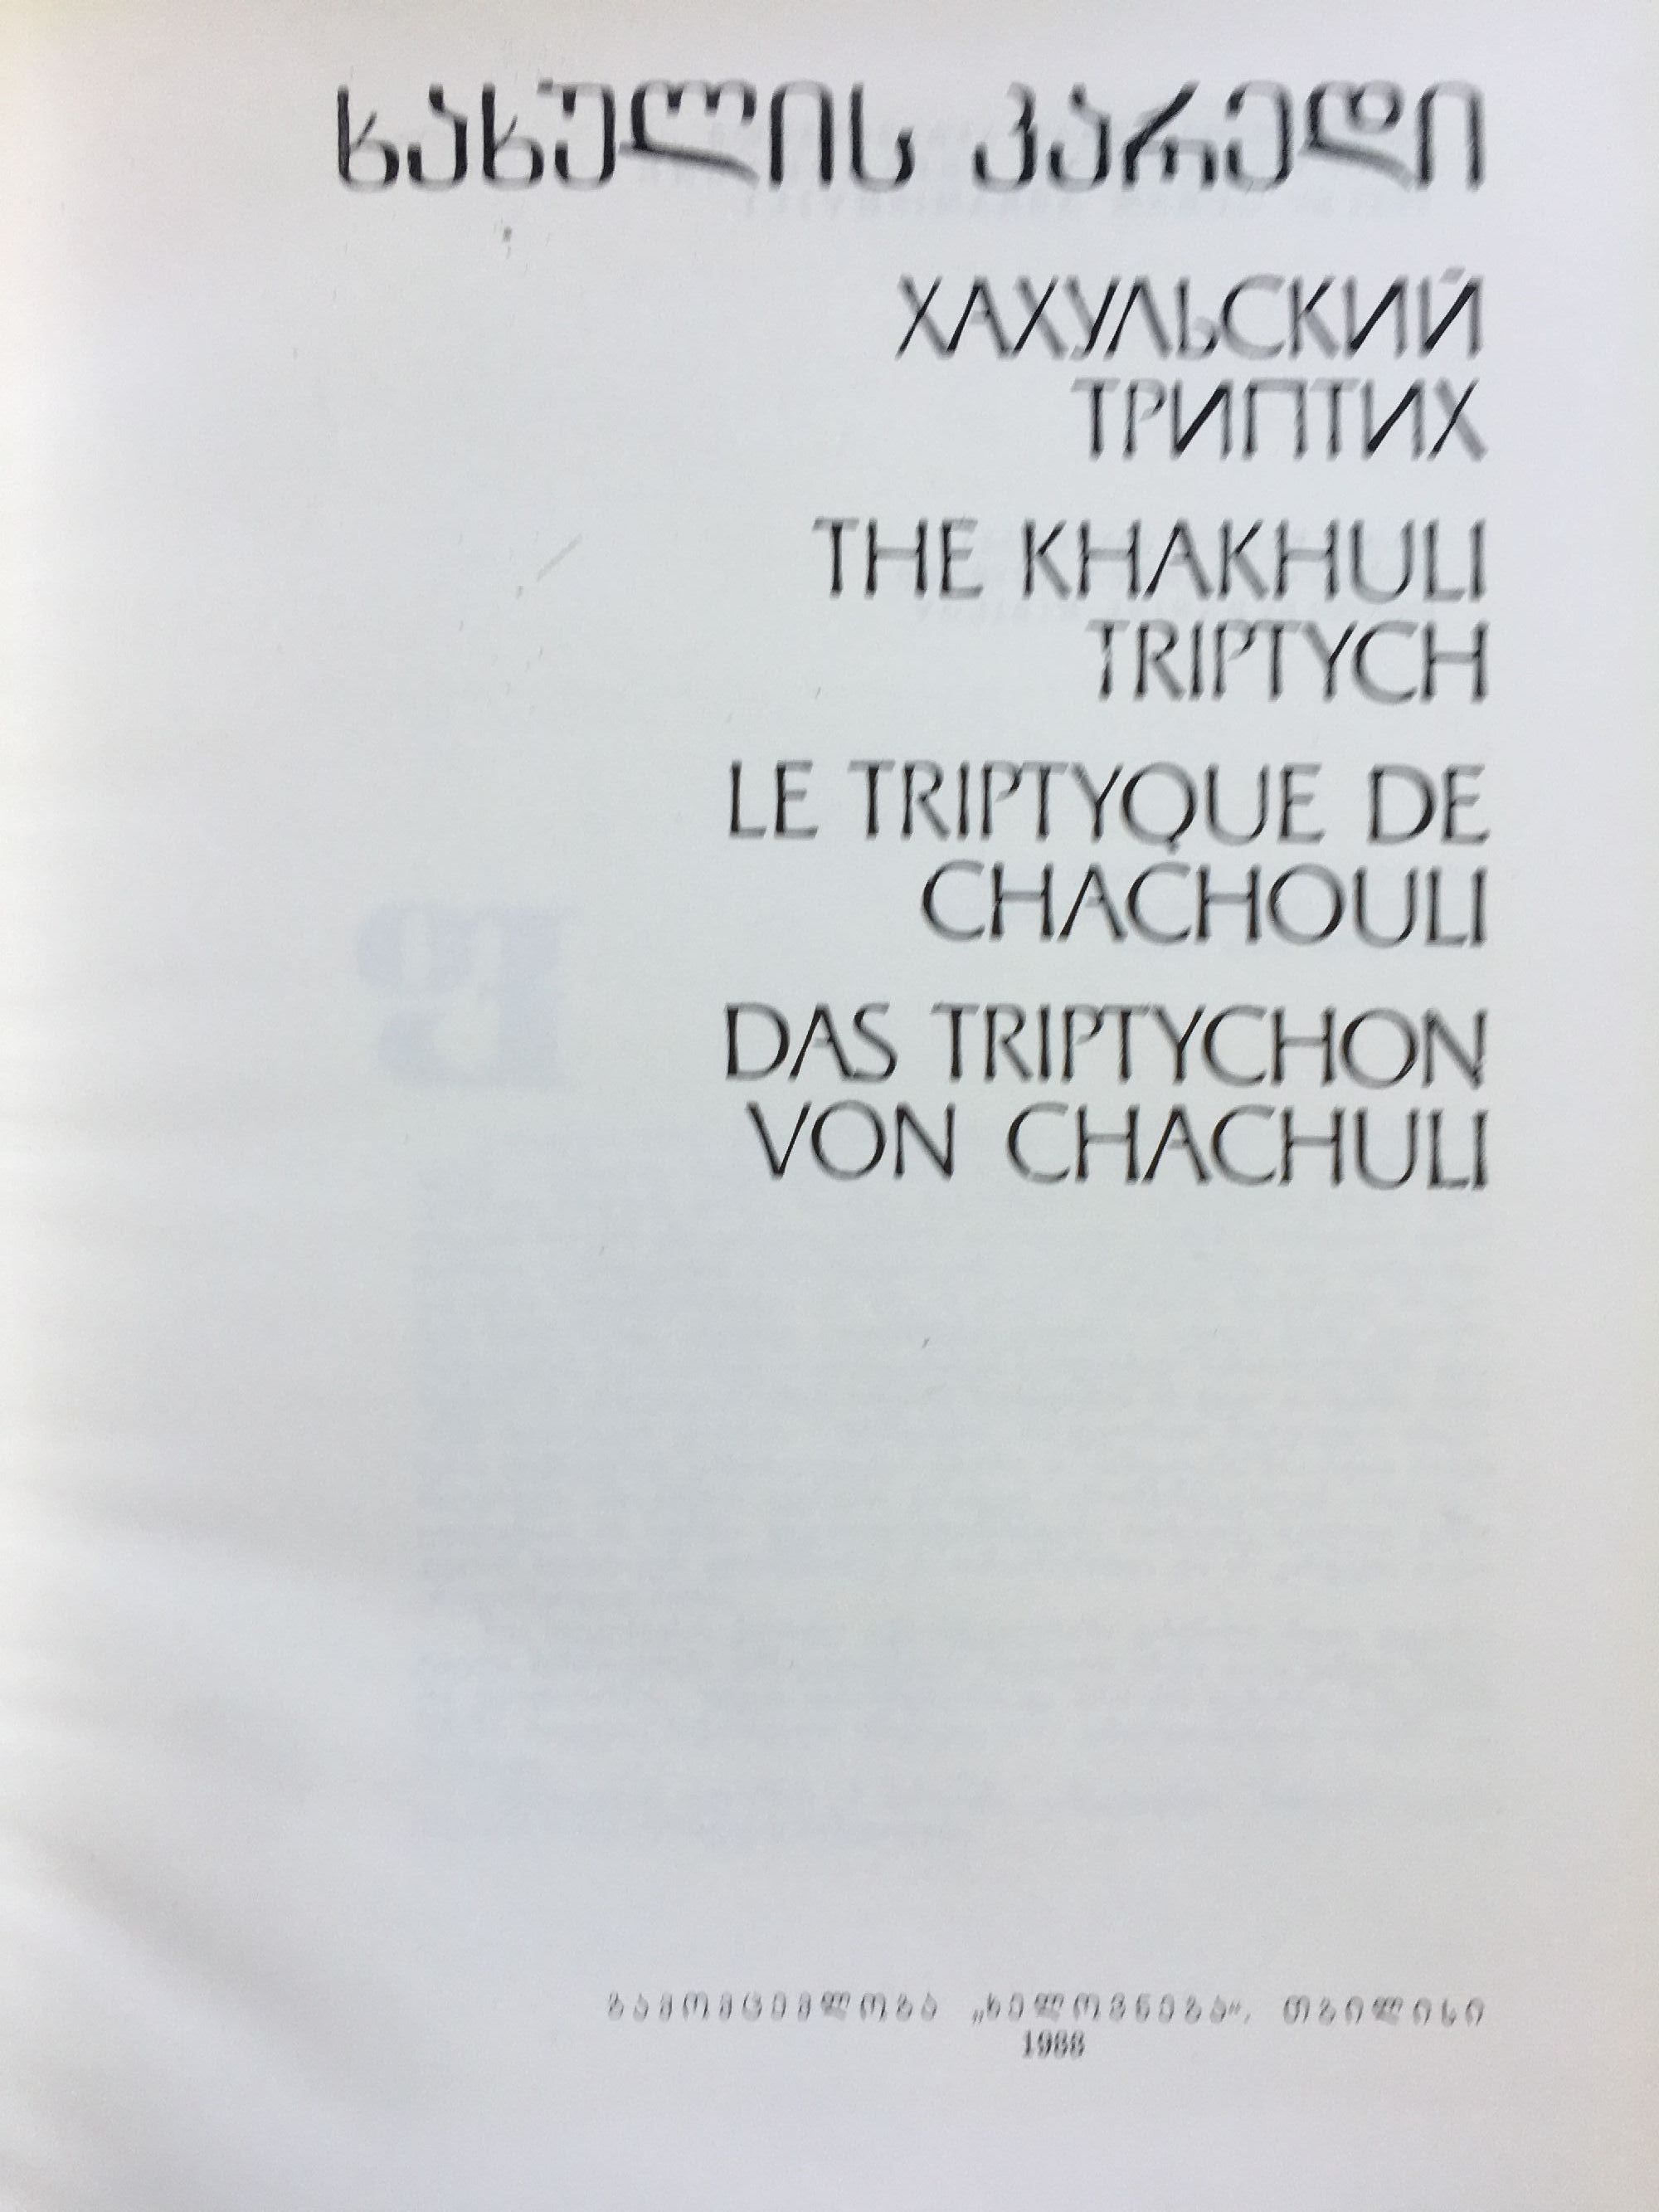 ხახულის კარედი
ХАХУЛЬСКИЙ
ТРИПТИХ
THE KHAKHULI
TRIPTYCH
LE TRIPTYQUE DE
CHACHOULI
DAS TRIPTYCHON
VON CHACHULI
გამომცემლობა „ხელოვნება“, თბილისი
1988